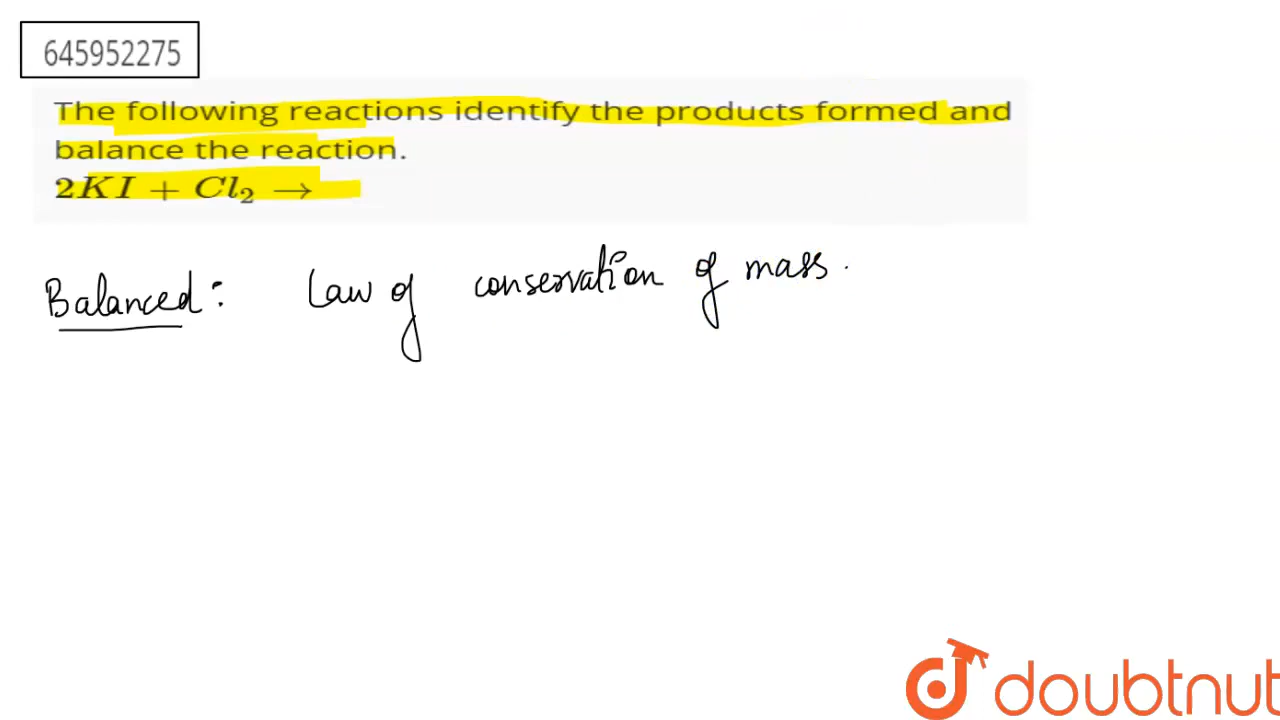 645952275
The following reactions identify the products formed and
balance the reaction.
2KI + Cl₂ →
Balanced: Law of conservation of mass.
doubtnut